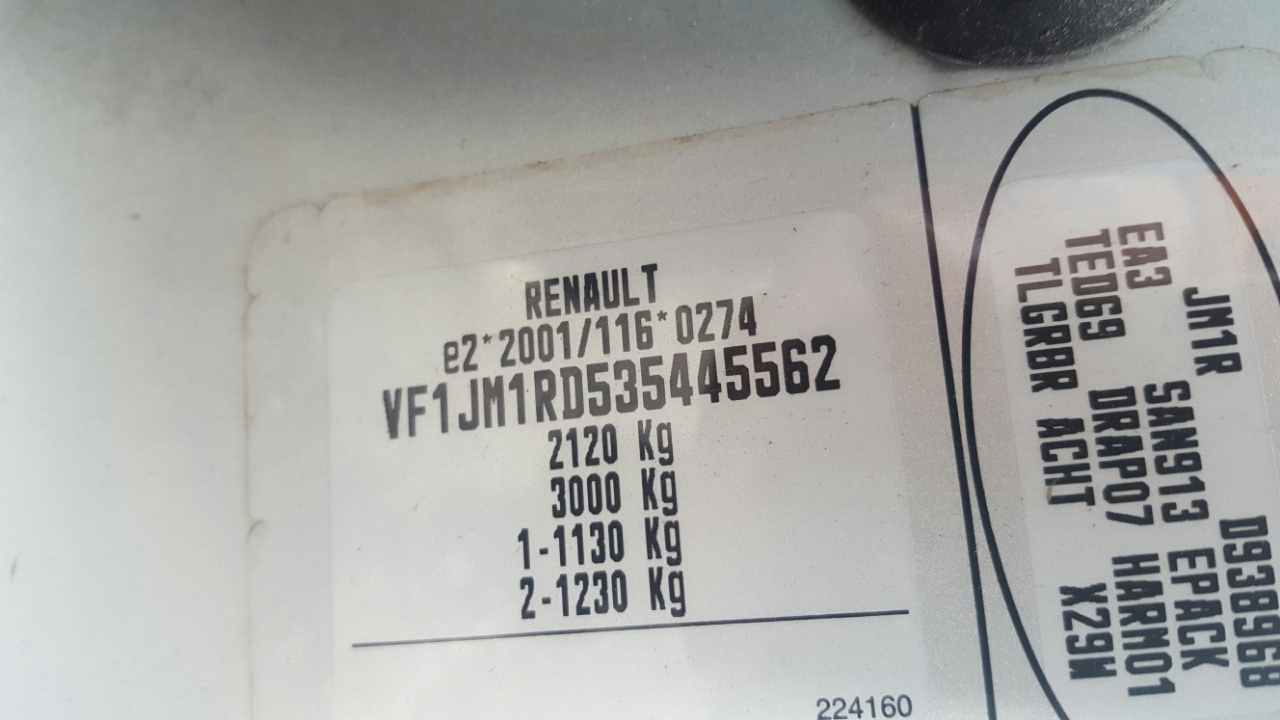 RENAULT
e2*2001/116*0274
VF1JM1RD535445562
2120 Kg
3000 Kg
1-1130 Kg
2-1230 Kg
224160
JM1R D938968
EA3 SAN913 EPACK
TED69 DRAP07 HARM01
TLGRBR ACHT X29W